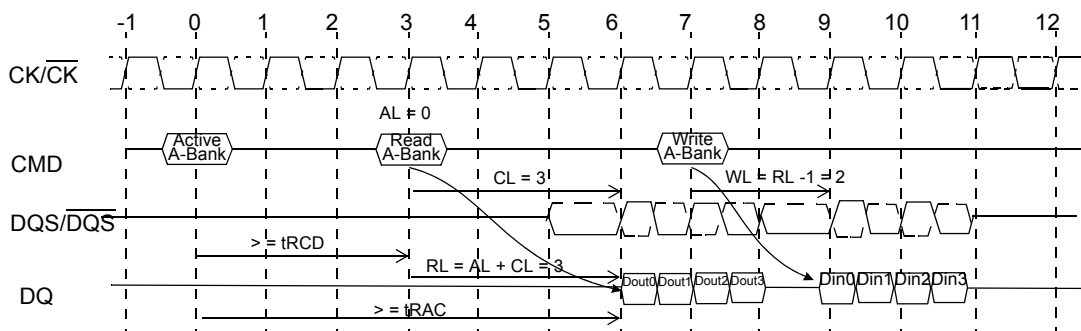 -1 0 1 2 3 4 5 6 7 8 9 10 11 12
CK/CK
AL = 0
Active
A-Bank
Read
A-Bank
Write
A-Bank
CMD
CL = 3
WL = RL -1 = 2
DQS/DQS
> = tRCD
RL = AL + CL = 3
DQ
Dout0 Dout1 Dout2 Dout3
Din0 Din1 Din2 Din3
> = tRAC